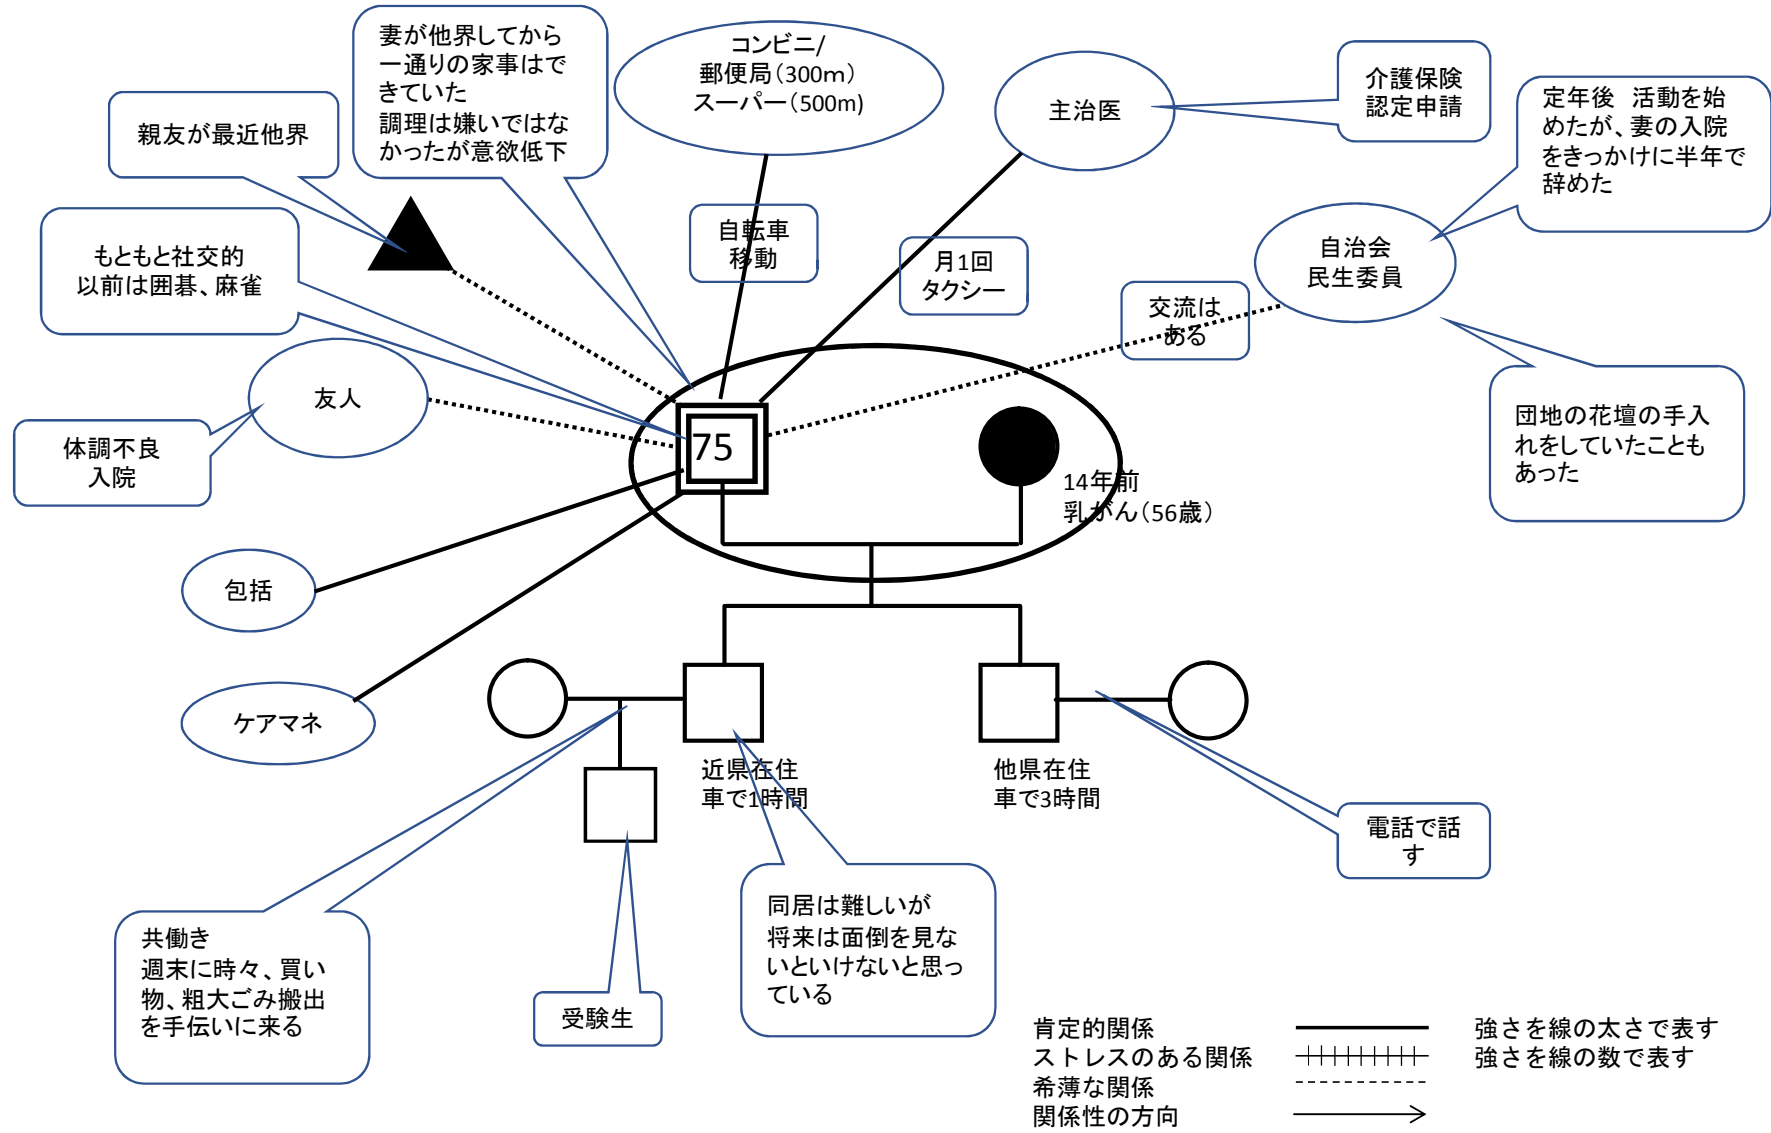 妻が他界してから
一通りの家事はで
きていた
調理は嫌いではな
かったが意欲低下
コンビニ/
郵便局(300m)
スーパー(500m)
主治医
介護保険
認定申請
定年後 活動を始
めたが、妻の入院
をきっかけに半年で
辞めた
親友が最近他界
もともと社交的
以前は囲碁、麻雀
自転車
移動
月1回
タクシー
自治会
民生委員
交流は
ある
友人
体調不良
入院
75
14年前
乳がん(56歳)
団地の花壇の手入
れをしていたことも
あった
包括
ケアマネ
近県在住
車で1時間
他県在住
車で3時間
電話で話
す
共働き
週末に時々、買い
物、粗大ごみ搬出
を手伝いに来る
受験生
同居は難しいが
将来は面倒を見な
いといけないと思っ
ている
肯定的関係 強さを線の太さで表す
ストレスのある関係 強さを線の数で表す
希薄な関係
関係性の方向